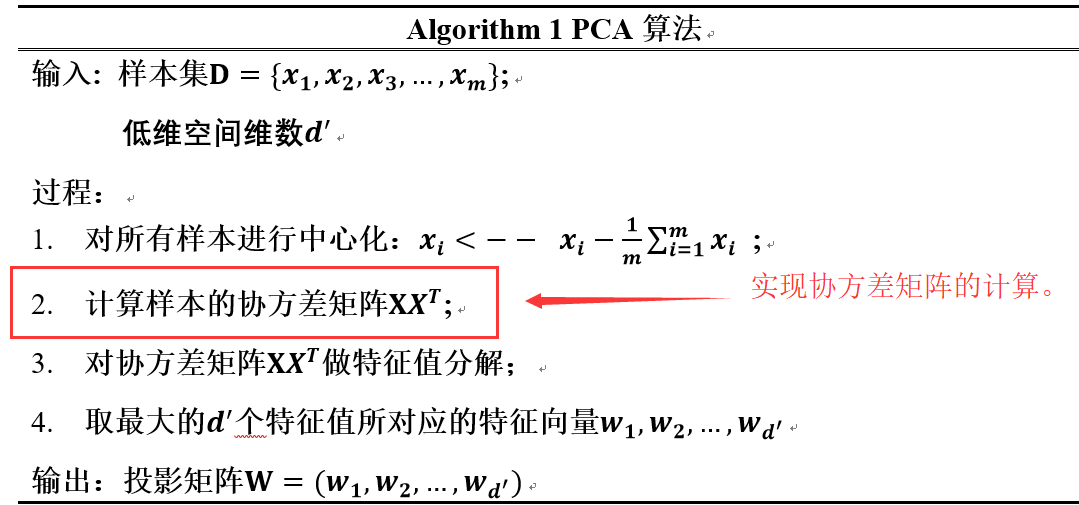 Algorithm 1 PCA 算法
输入：样本集D = {x₁, x₂, x₃, … , xₘ};
低维空间维数d′
过程：
1. 对所有样本进行中心化：xᵢ < − − xᵢ − 1/m ∑ᵢ₌₁ᵐ xᵢ ;
2. 计算样本的协方差矩阵XXᵀ;
实现协方差矩阵的计算。
3. 对协方差矩阵XXᵀ做特征值分解；
4. 取最大的d′个特征值所对应的特征向量w₁, w₂, … , w_d′
输出：投影矩阵W = (w₁, w₂, … , w_d′)